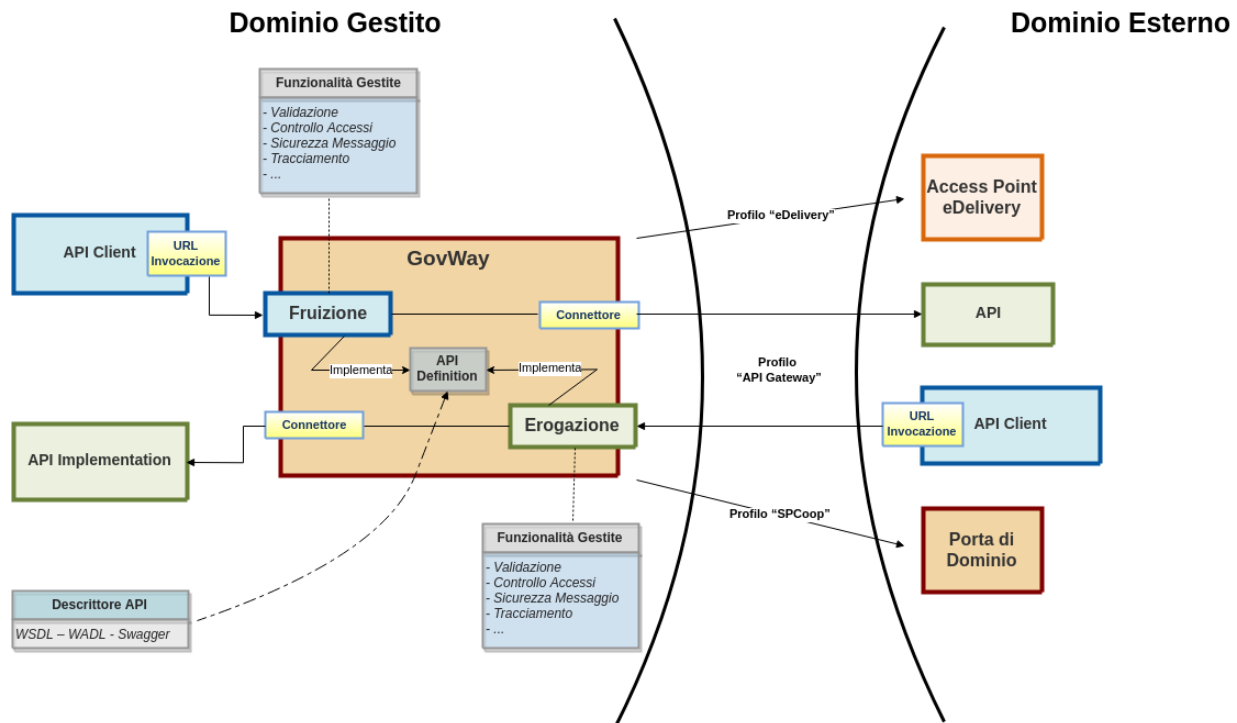 Dominio Gestito
Dominio Esterno
Funzionalità Gestite
- Validazione
- Controllo Accessi
- Sicurezza Messaggio
- Tracciamento
- ...
Access Point
eDelivery
Profilo “eDelivery”
API Client
URL
Invocazione
GovWay
Fruizione
Connettore
API
Implementa
API
Definition
Implementa
Profilo
“API Gateway”
Connettore
Erogazione
URL
Invocazione
API Client
API Implementation
Profilo “SPCoop”
Porta di
Dominio
Funzionalità Gestite
- Validazione
- Controllo Accessi
- Sicurezza Messaggio
- Tracciamento
- ...
Descrittore API
WSDL – WADL - Swagger